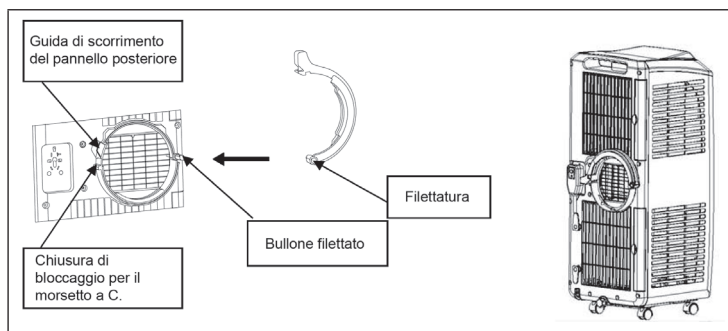 Guida di scorrimento
del pannello posteriore
Filettatura
Bullone filettato
Chiusura di
bloccaggio per il
morsetto a C.